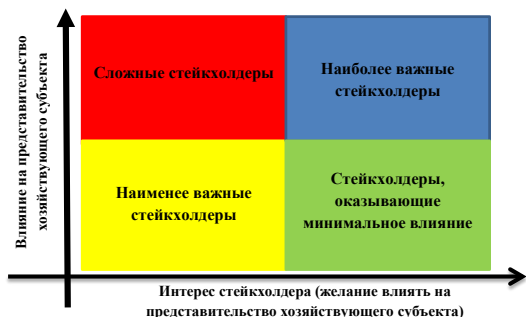 Влияние на представительство
хозяйствующего субъекта
Сложные стейкхолдеры
Наиболее важные
стейкхолдеры
Наименее важные
стейкхолдеры
Стейкхолдеры,
оказывающие
минимальное влияние
Интерес стейкхолдера (желание влиять на
представительство хозяйствующего субъекта)